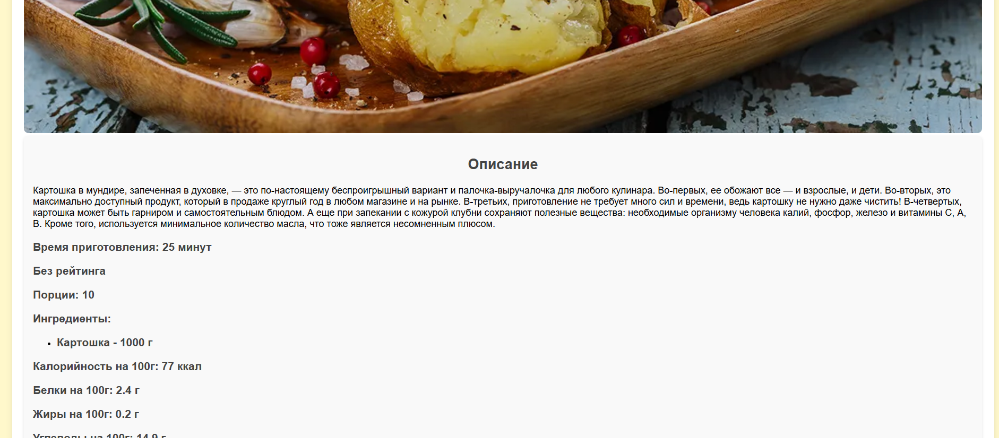 Описание
Картошка в мундире, запеченная в духовке, — это по-настоящему беспроигрышный вариант и палочка-выручалочка для любого кулинара. Во-первых, ее обожают все — и взрослые, и дети. Во-вторых, это
максимально доступный продукт, который в продаже круглый год в любом магазине и на рынке. В-третьих, приготовление не требует много сил и времени, ведь картошку не нужно даже чистить! В-четвертых,
картошка может быть гарниром и самостоятельным блюдом. А еще при запекании с кожурой клубни сохраняют полезные вещества: необходимые организму человека калий, фосфор, железо и витамины С, А,
В. Кроме того, используется минимальное количество масла, что тоже является несомненным плюсом.
Время приготовления: 25 минут
Без рейтинга
Порции: 10
Ингредиенты:
• Картошка - 1000 г
Калорийность на 100г: 77 ккал
Белки на 100г: 2.4 г
Жиры на 100г: 0.2 г
Углеводы на 100г: 14.9 г